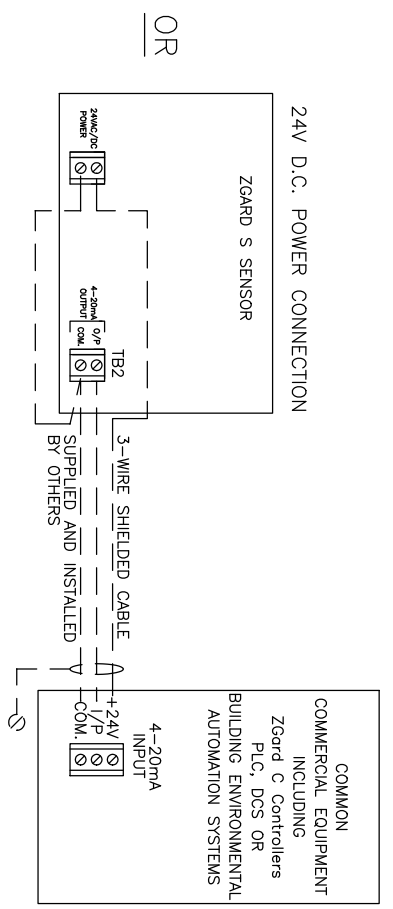 OR
24V D.C. POWER CONNECTION
ZGARD S SENSOR
24VAC/DC
POWER
4-20mA
OUTPUT
O/P
COM.
TB2
3-WIRE SHIELDED CABLE
SUPPLIED AND INSTALLED
BY OTHERS
COMMON
COMMERCIAL EQUIPMENT
INCLUDING
ZGard C Controllers
PLC, DCS OR
BUILDING ENVIRONMENTAL
AUTOMATION SYSTEMS
4-20mA
INPUT
+24V
I/P
COM.